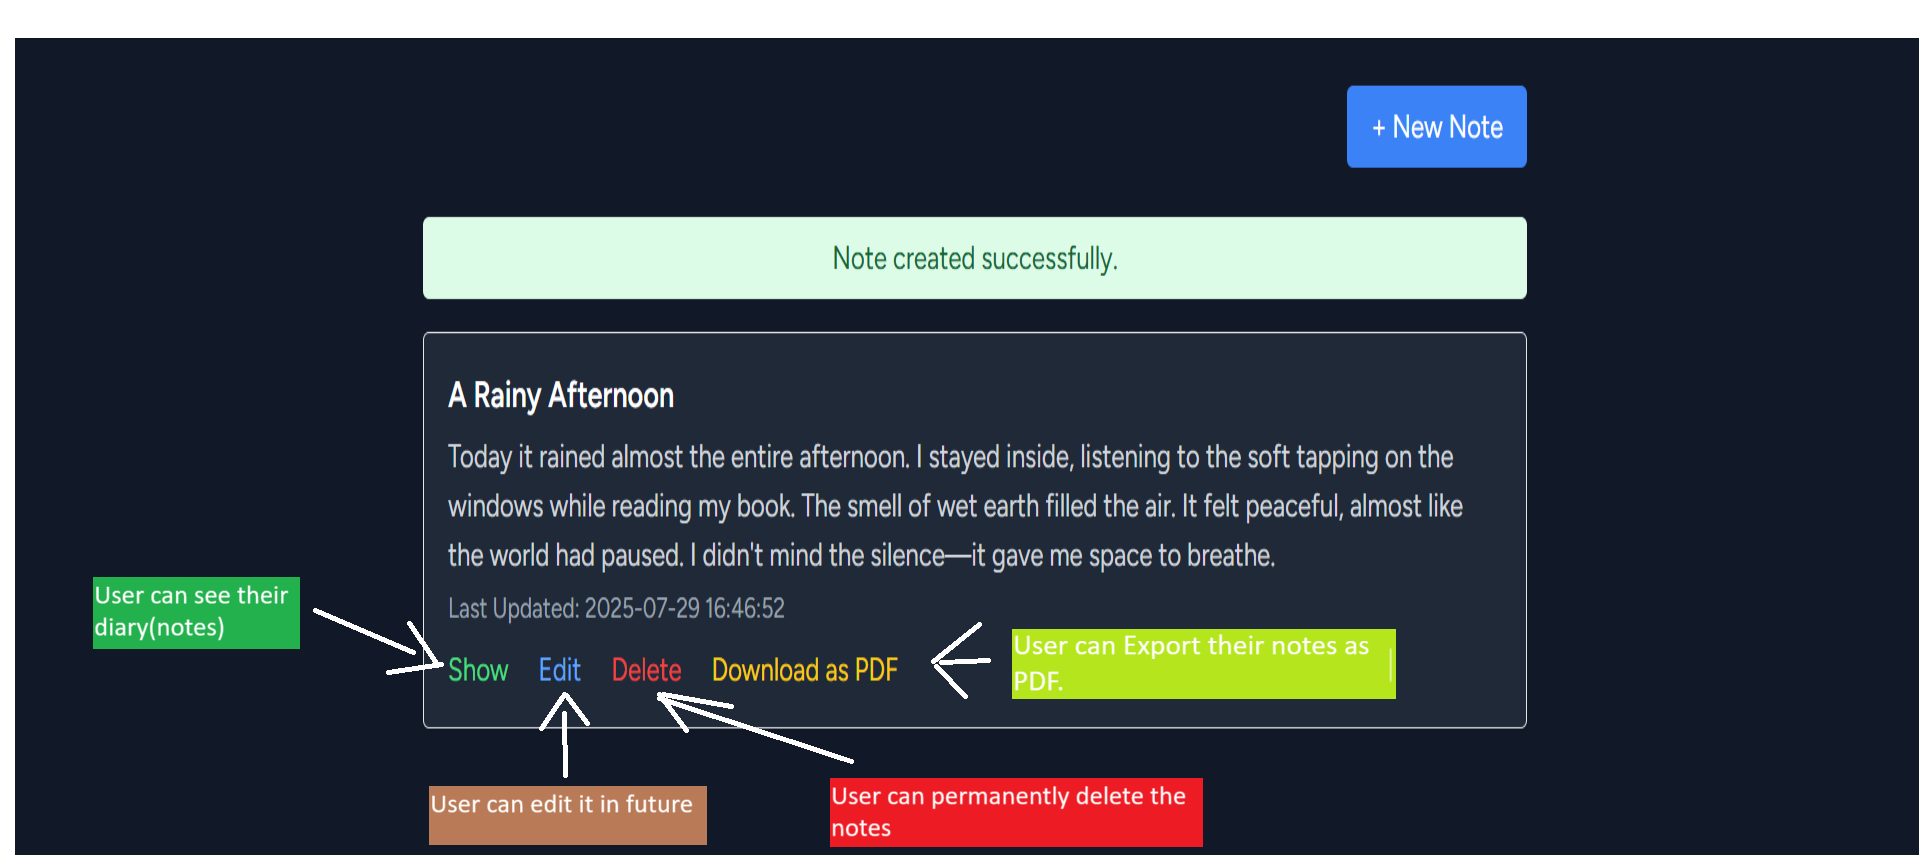 + New Note
Note created successfully.
A Rainy Afternoon
Today it rained almost the entire afternoon. I stayed inside, listening to the soft tapping on the
windows while reading my book. The smell of wet earth filled the air. It felt peaceful, almost like
the world had paused. I didn't mind the silence—it gave me space to breathe.
Last Updated: 2025-07-29 16:46:52
User can see their
diary(notes)
Show Edit Delete Download as PDF
User can Export their notes as
PDF.
User can edit it in future
User can permanently delete the
notes